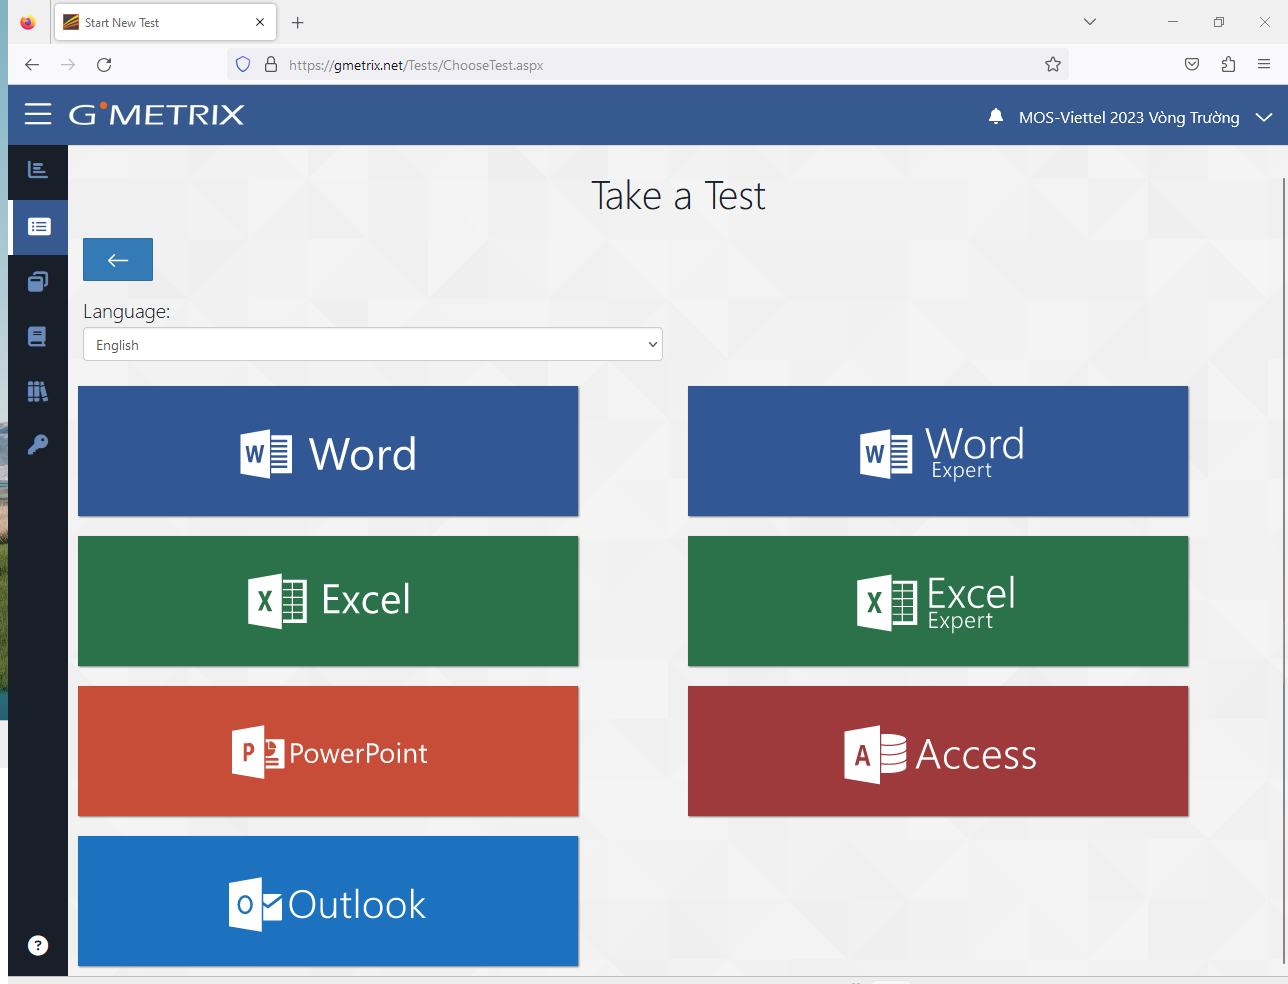 Start New Test
https://gmetrix.net/Tests/ChooseTest.aspx
GMETRIX
MOS-Viettel 2023 Vòng Trường
Take a Test
Language:
English
W Word
W Word
Expert
X Excel
X Excel
Expert
P PowerPoint
A Access
O Outlook
?